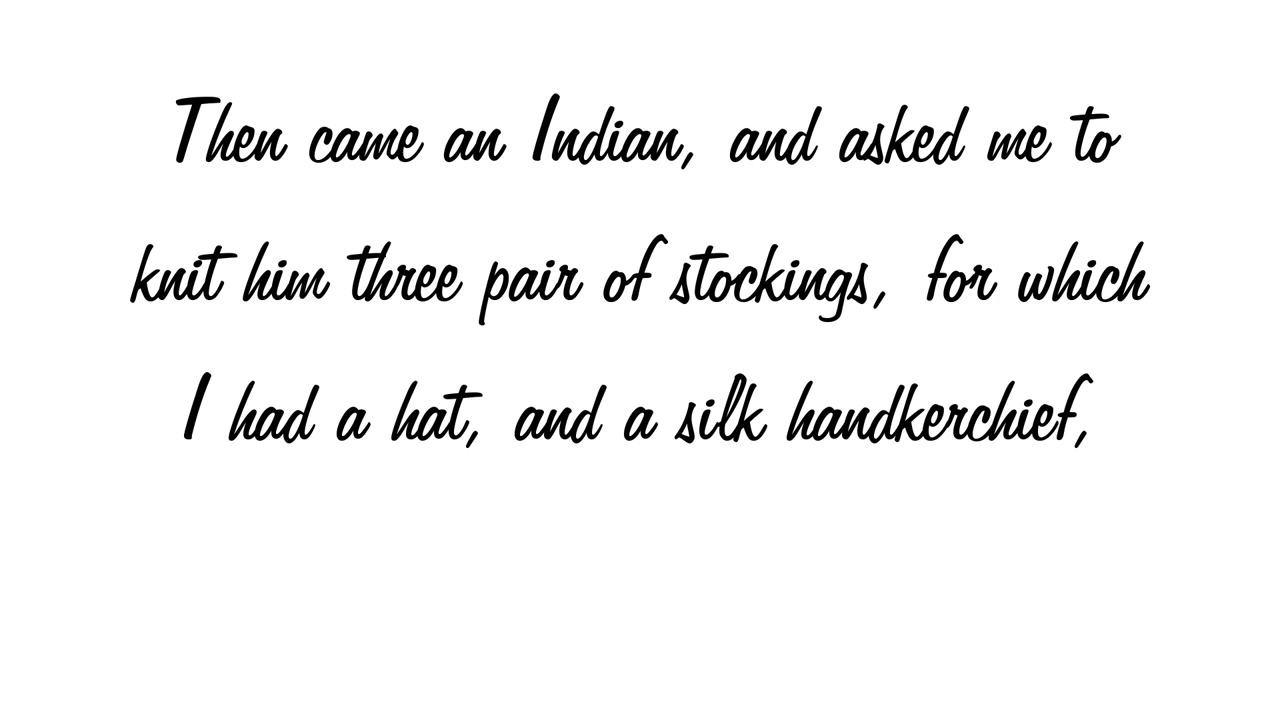 Then came an Indian, and asked me to
knit him three pair of stockings, for which
I had a hat, and a silk handkerchief,